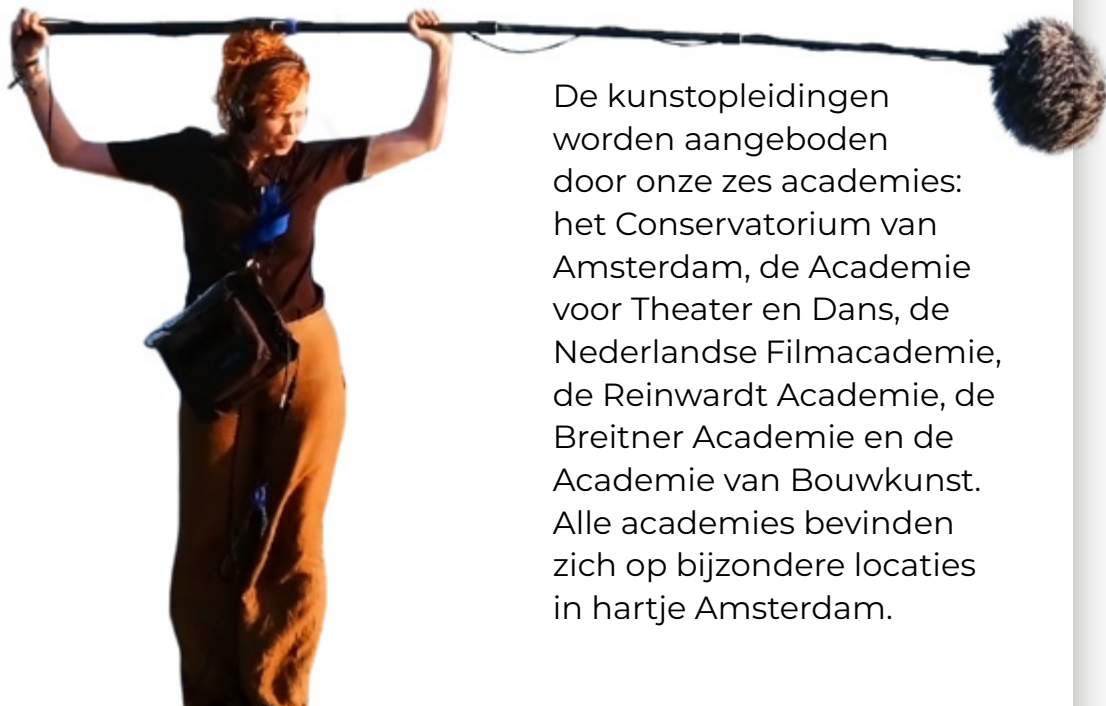 De kunstopleidingen
worden aangeboden
door onze zes academies:
het Conservatorium van
Amsterdam, de Academie
voor Theater en Dans, de
Nederlandse Filmacademie,
de Reinwardt Academie, de
Breitner Academie en de
Academie van Bouwkunst.
Alle academies bevinden
zich op bijzondere locaties
in hartje Amsterdam.